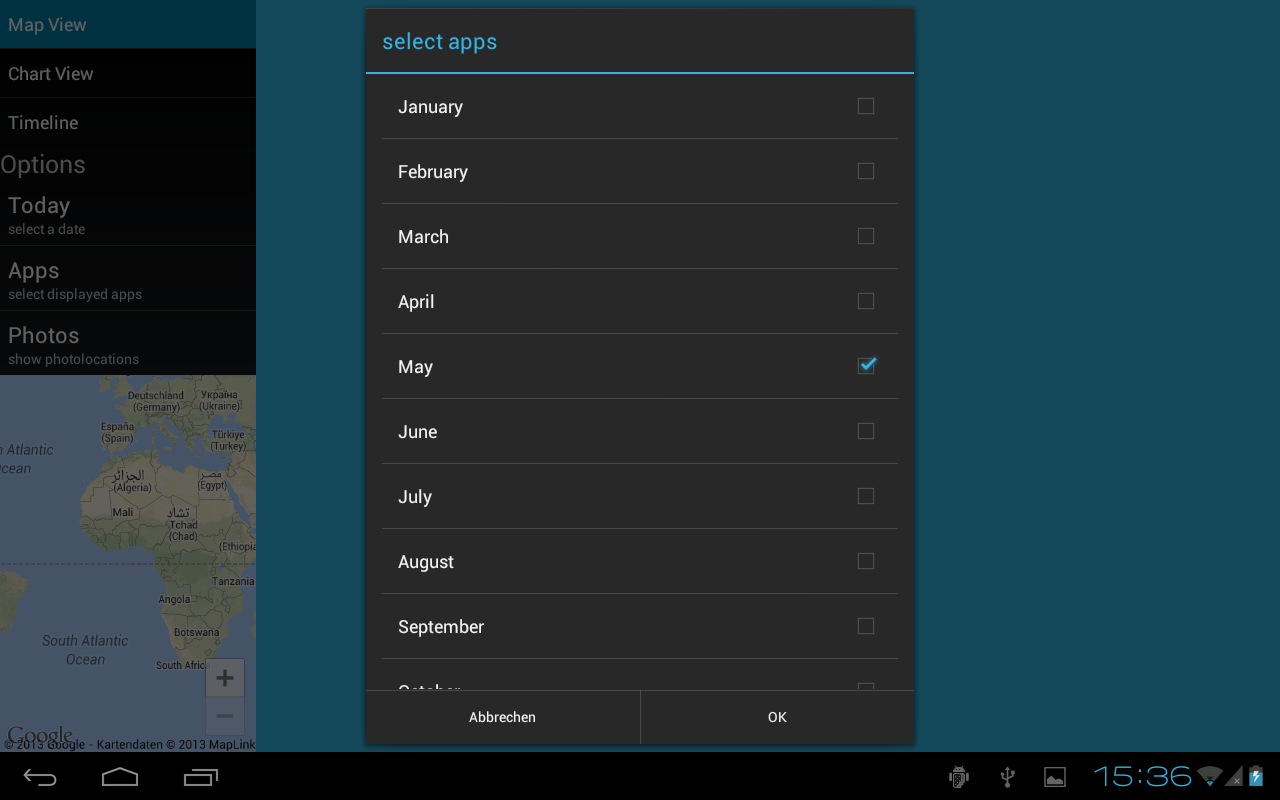 Map View
Chart View
Timeline
Options
Today
select a date
Apps
select displayed apps
Photos
show photolocations
Deutschland
(Germany)
Україна
(Ukraine)
España
(Spain)
Türkiye
(Turkey)
n Atlantic
cean
الجزائر
(Algeria)
مصر
(Egypt)
Mali
تشاد
Tchad
(Chad)
(Ethiopia
Tanzania
Angola
Botswana
South Atlantic
Ocean
South Africa
+
−
Google
© 2013 Google - Kartendaten © 2013 MapLink
select apps
January
February
March
April
May
June
July
August
September
October
Abbrechen
OK
15:36